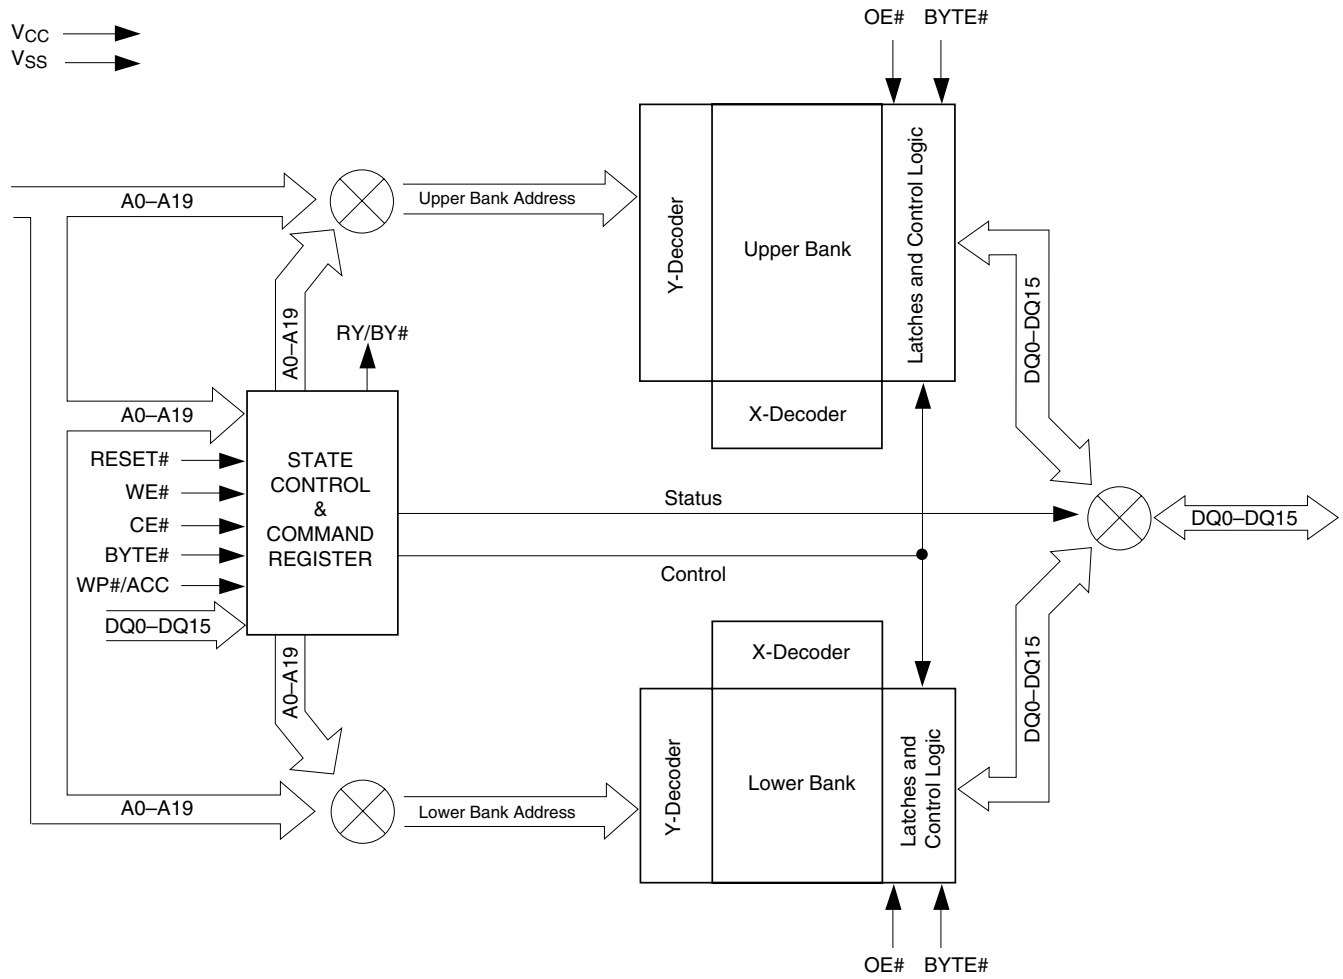 VCC
VSS
OE#
BYTE#
A0–A19
Upper Bank Address
Y-Decoder
Upper Bank
Latches and Control Logic
X-Decoder
DQ0–DQ15
A0–A19
RY/BY#
A0–A19
RESET#
WE#
CE#
BYTE#
WP#/ACC
DQ0–DQ15
STATE
CONTROL
&
COMMAND
REGISTER
Status
Control
DQ0–DQ15
A0–A19
X-Decoder
Y-Decoder
Lower Bank
Latches and
Control Logic
DQ0–DQ15
A0–A19
Lower Bank Address
OE#
BYTE#